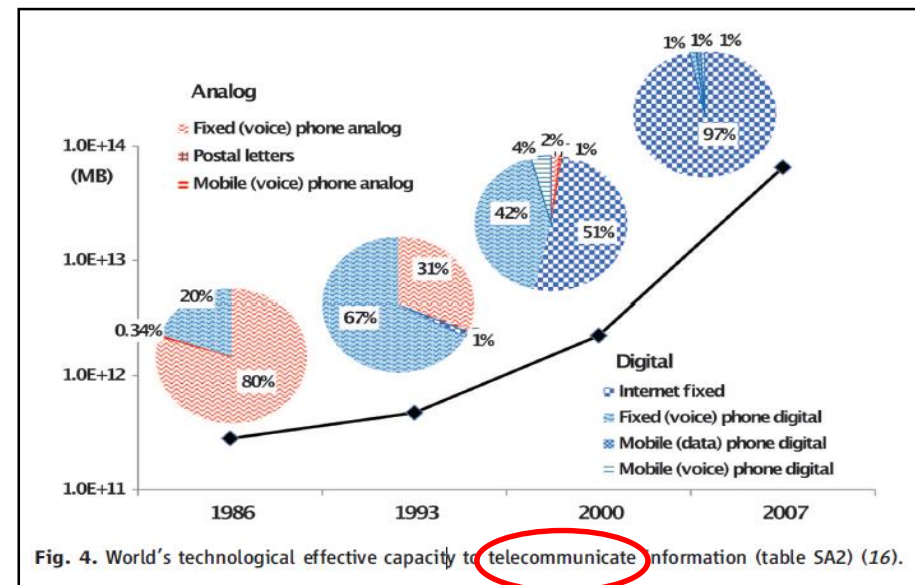 1% 1% 1%
97%
Analog
Fixed (voice) phone analog
Postal letters
Mobile (voice) phone analog
1.0E+14
(MB)
1.0E+13
1.0E+12
1.0E+11
2%
4%
1%
42%
51%
31%
67%
1%
20%
0.34%
80%
Digital
Internet fixed
Fixed (voice) phone digital
Mobile (data) phone digital
Mobile (voice) phone digital
1986 1993 2000 2007
Fig. 4. World's technological effective capacity to telecommunicate information (table SA2) (16).